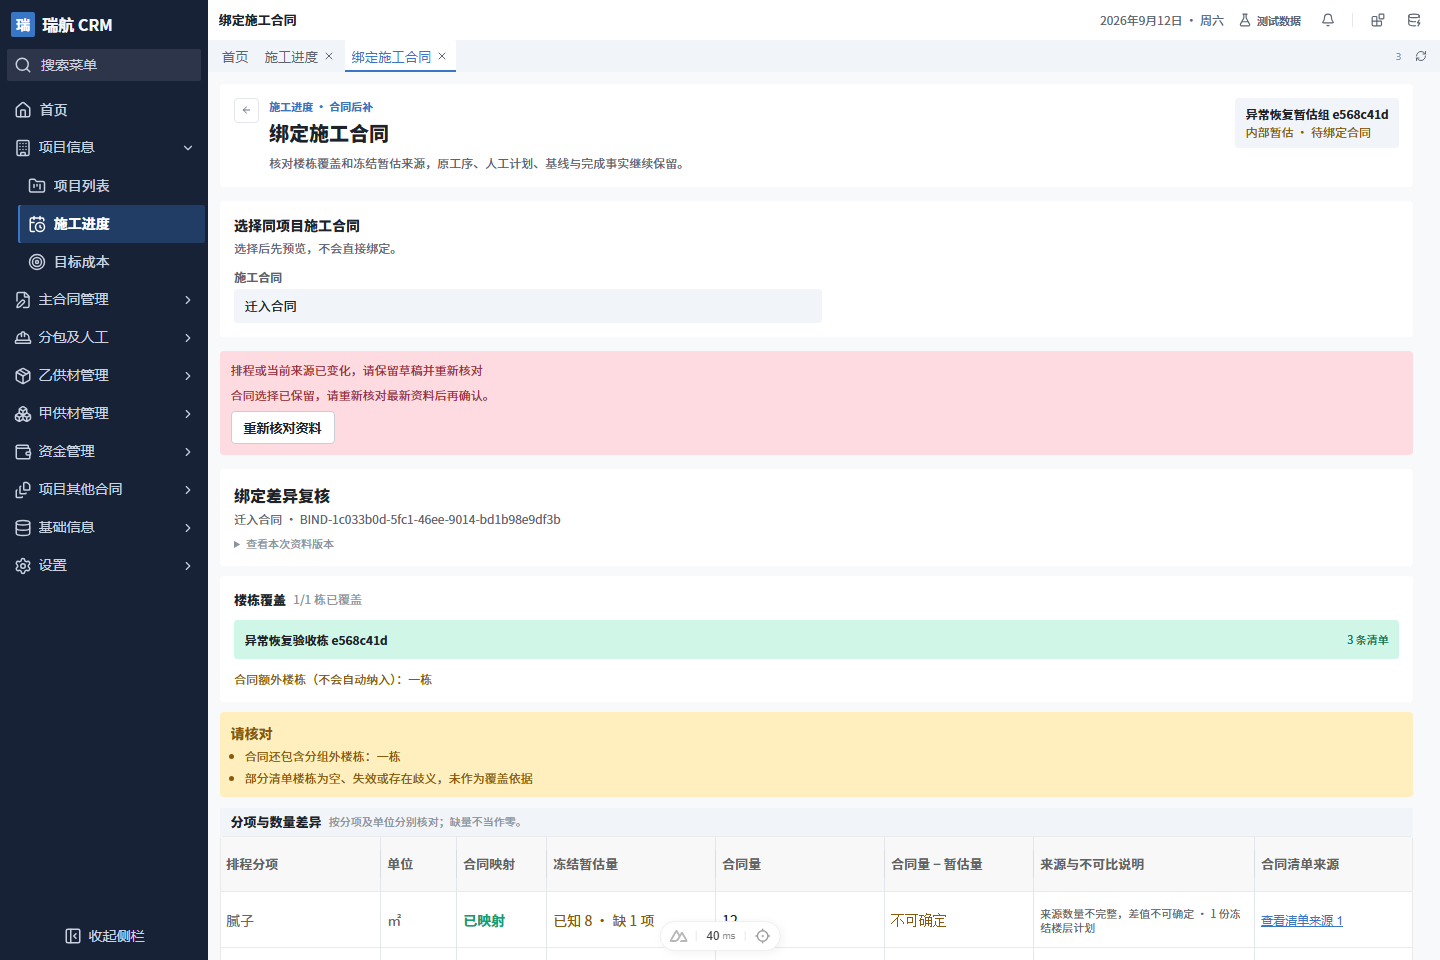 瑞 瑞航 CRM
搜索菜单
首页
项目信息
项目列表
施工进度
目标成本
主合同管理
分包及人工
乙供材管理
甲供材管理
资金管理
项目其他合同
基础信息
设置
收起侧栏
绑定施工合同
2026年9月12日 • 周六 测试数据
首页 施工进度 绑定施工合同 3
施工进度 • 合同后补
绑定施工合同
核对楼栋覆盖和冻结暂估来源，原工序、人工计划、基线与完成事实继续保留。
异常恢复暂估组 e568c41d
内部暂估 • 待绑定合同
选择同项目施工合同
选择后先预览，不会直接绑定。
施工合同
迁入合同
排程或当前来源已变化，请保留草稿并重新核对
合同选择已保留，请重新核对最新资料后再确认。
重新核对资料
绑定差异复核
迁入合同 • BIND-1c033b0d-5fc1-46ee-9014-bd1b98e9df3b
查看本次资料版本
楼栋覆盖 1/1 栋已覆盖
异常恢复验收栋 e568c41d 3 条清单
合同额外楼栋（不会自动纳入）：一栋
请核对
合同还包含分组外楼栋：一栋
部分清单楼栋为空、失效或存在歧义，未作为覆盖依据
分项与数量差异 按分项及单位分别核对；缺量不当作零。
排程分项 单位 合同映射 冻结暂估量 合同量 合同量 − 暂估量 来源与不可比说明 合同清单来源
腻子 ㎡ 已映射 已知 8 • 缺 1 项 12 不可确定 来源数量不完整，差值不可确定 • 1 份冻
结楼层计划 查看清单来源 1
40 ms